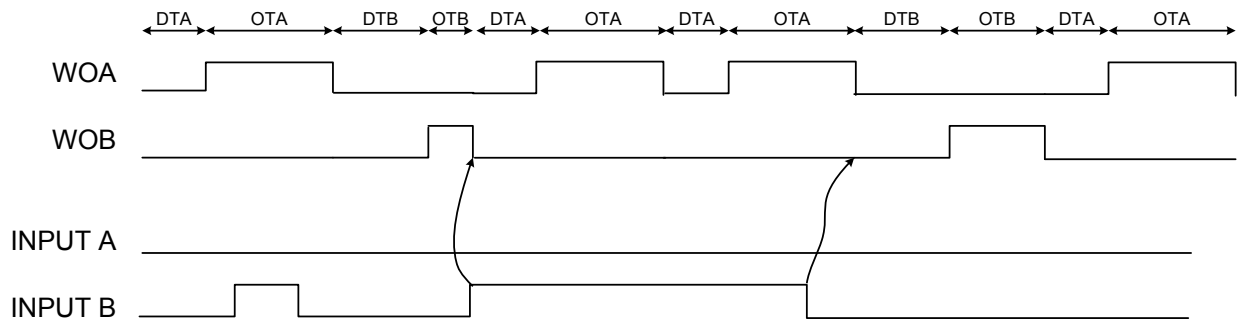 DTA OTA DTB OTB DTA OTA DTA OTA DTB OTB DTA OTA
WOA
WOB
INPUT A
INPUT B